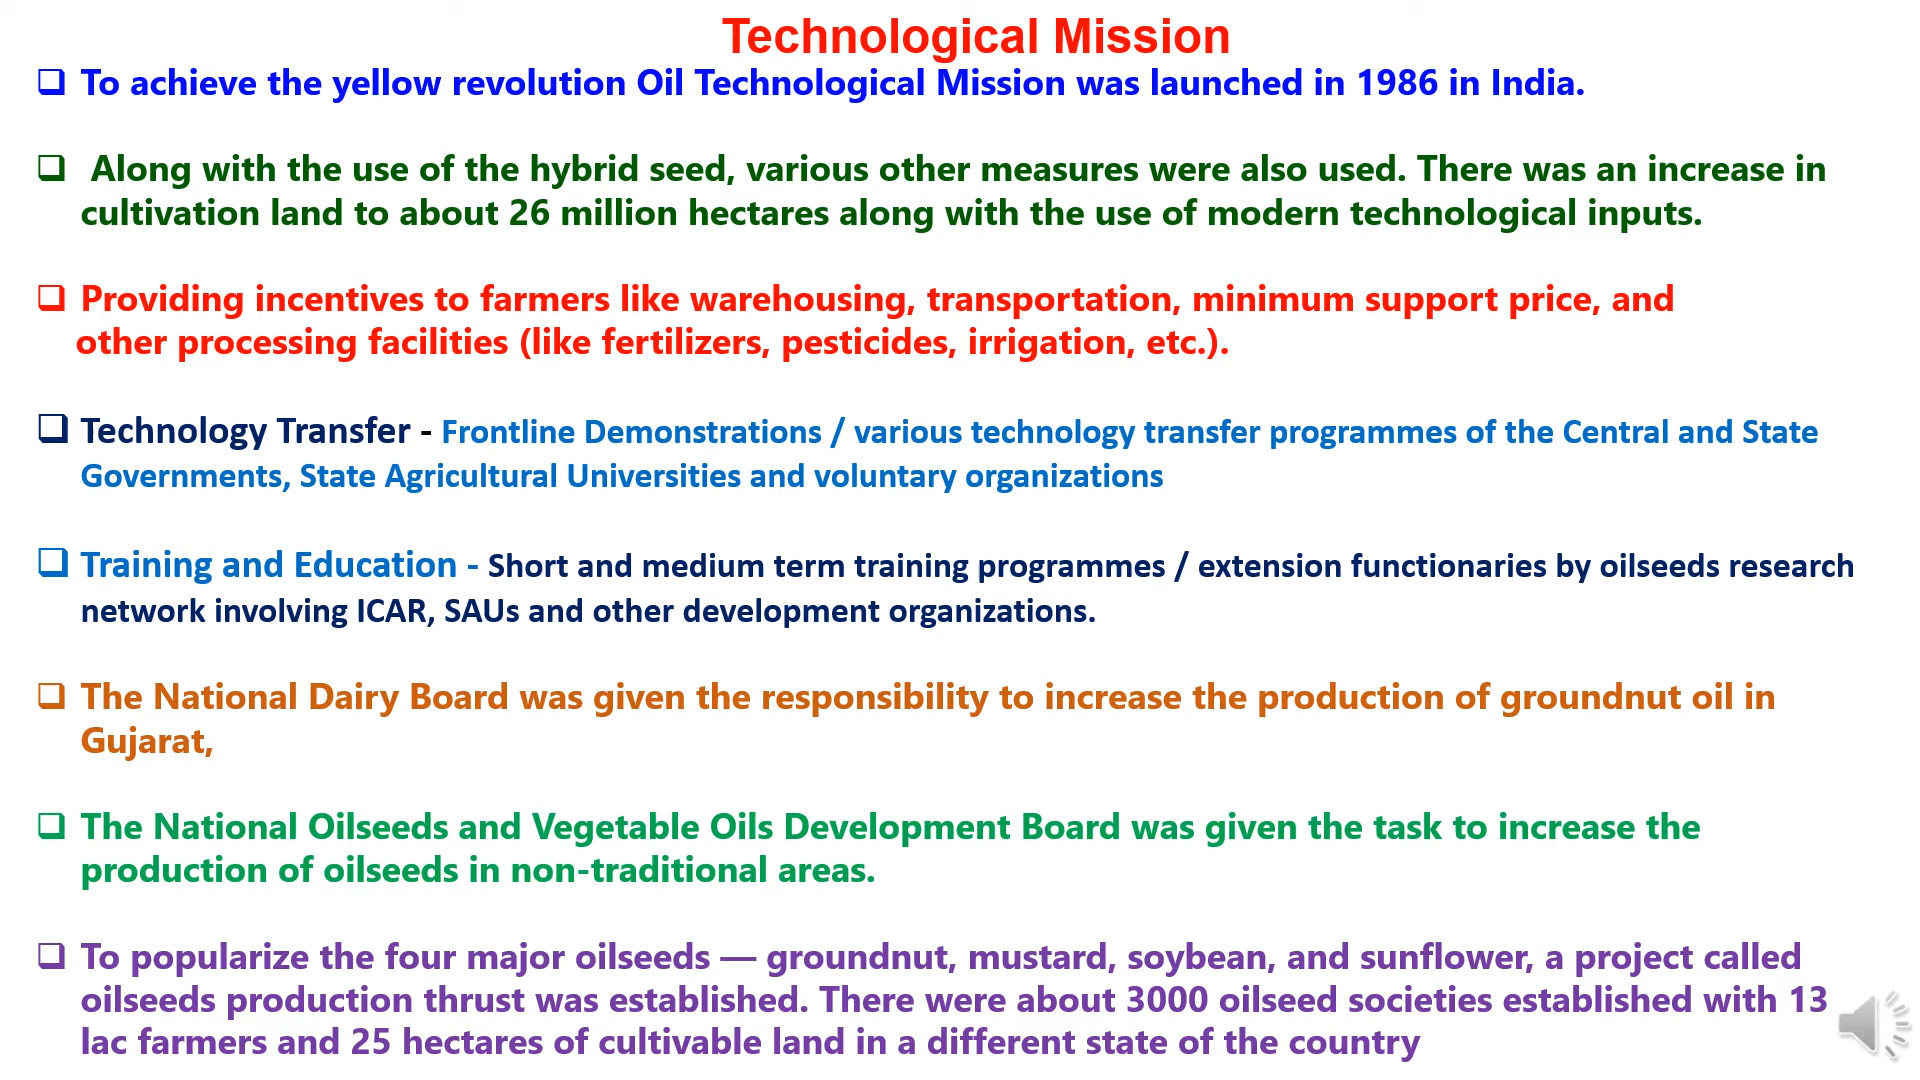 Technological Mission
To achieve the yellow revolution Oil Technological Mission was launched in 1986 in India.
Along with the use of the hybrid seed, various other measures were also used. There was an increase in
cultivation land to about 26 million hectares along with the use of modern technological inputs.
Providing incentives to farmers like warehousing, transportation, minimum support price, and
other processing facilities (like fertilizers, pesticides, irrigation, etc.).
Technology Transfer - Frontline Demonstrations / various technology transfer programmes of the Central and State
Governments, State Agricultural Universities and voluntary organizations
Training and Education - Short and medium term training programmes / extension functionaries by oilseeds research
network involving ICAR, SAUs and other development organizations.
The National Dairy Board was given the responsibility to increase the production of groundnut oil in
Gujarat,
The National Oilseeds and Vegetable Oils Development Board was given the task to increase the
production of oilseeds in non-traditional areas.
To popularize the four major oilseeds — groundnut, mustard, soybean, and sunflower, a project called
oilseeds production thrust was established. There were about 3000 oilseed societies established with 13
lac farmers and 25 hectares of cultivable land in a different state of the country